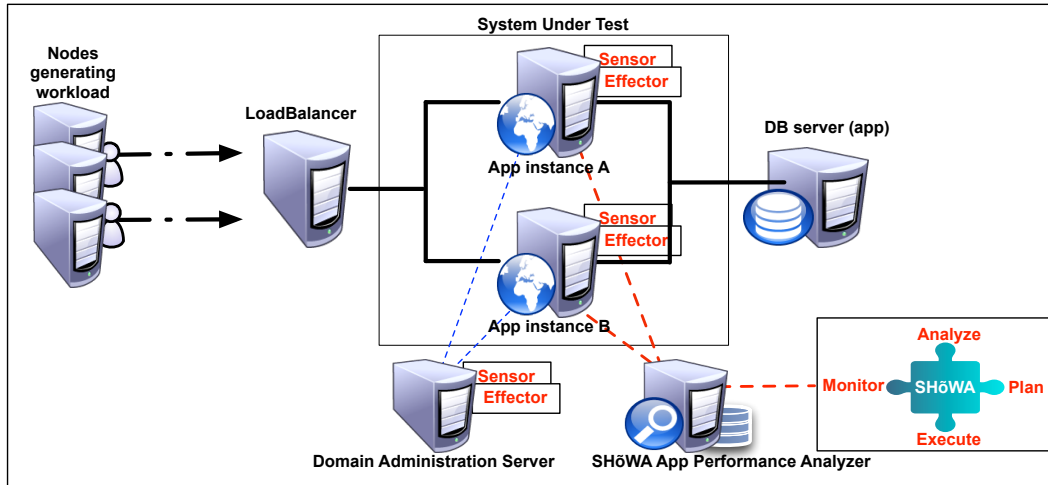 System Under Test
Nodes
generating
workload
LoadBalancer
Sensor
Effector
App instance A
DB server (app)
Sensor
Effector
App instance B
Sensor
Effector
Domain Administration Server
SHõWA App Performance Analyzer
Analyze
Monitor
SHõWA
Plan
Execute